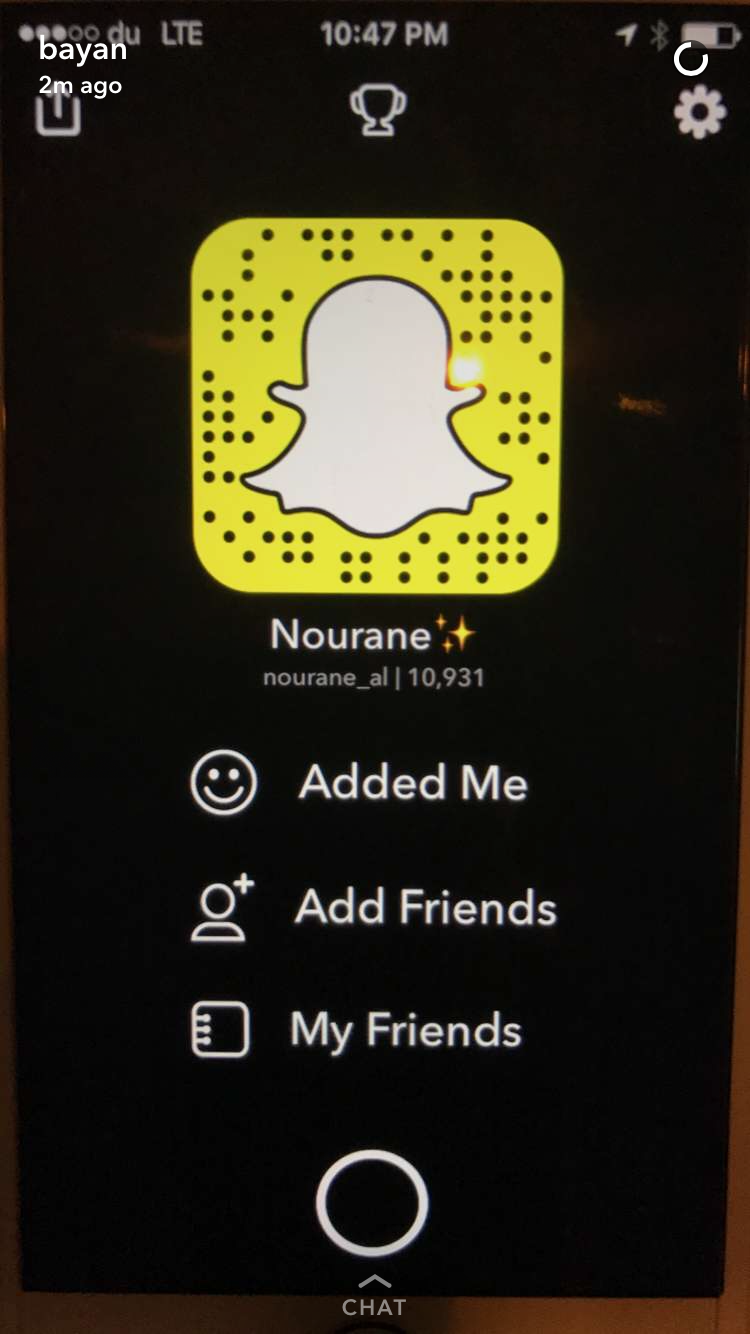 du LTE 10:47 PM
bayan
2m ago
Nourane✨
nourane_al | 10,931
Added Me
Add Friends
My Friends
CHAT